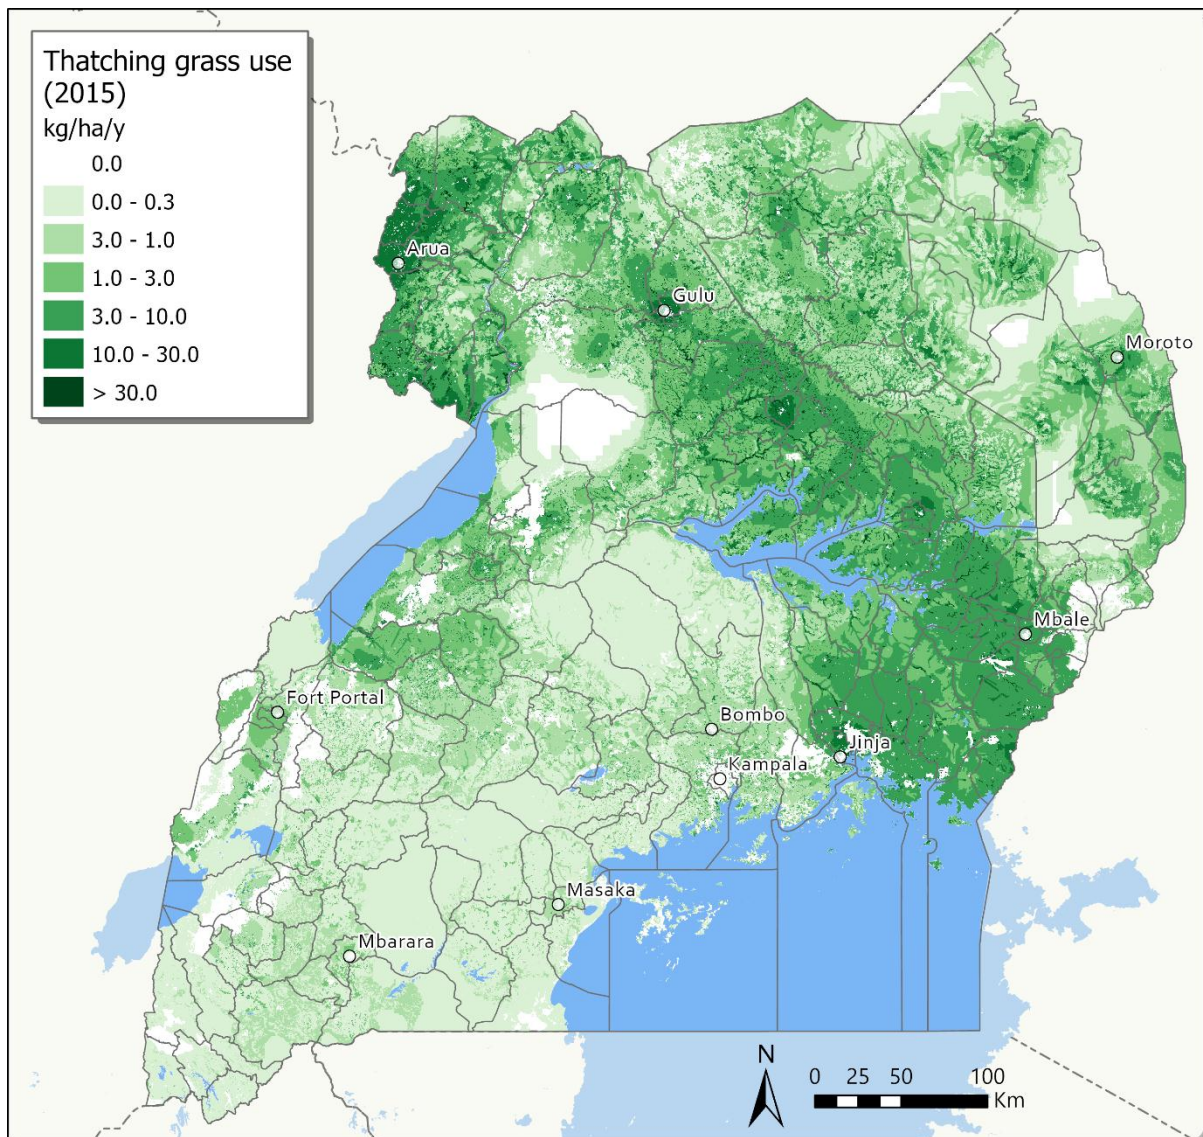 Thatching grass use
(2015)
kg/ha/y
0.0
0.0 - 0.3
3.0 - 1.0
1.0 - 3.0
3.0 - 10.0
10.0 - 30.0
> 30.0
Arua
Gulu
Moroto
Mbale
Fort Portal
Bombo
Jinja
Kampala
Masaka
Mbarara
N
0 25 50 100
Km